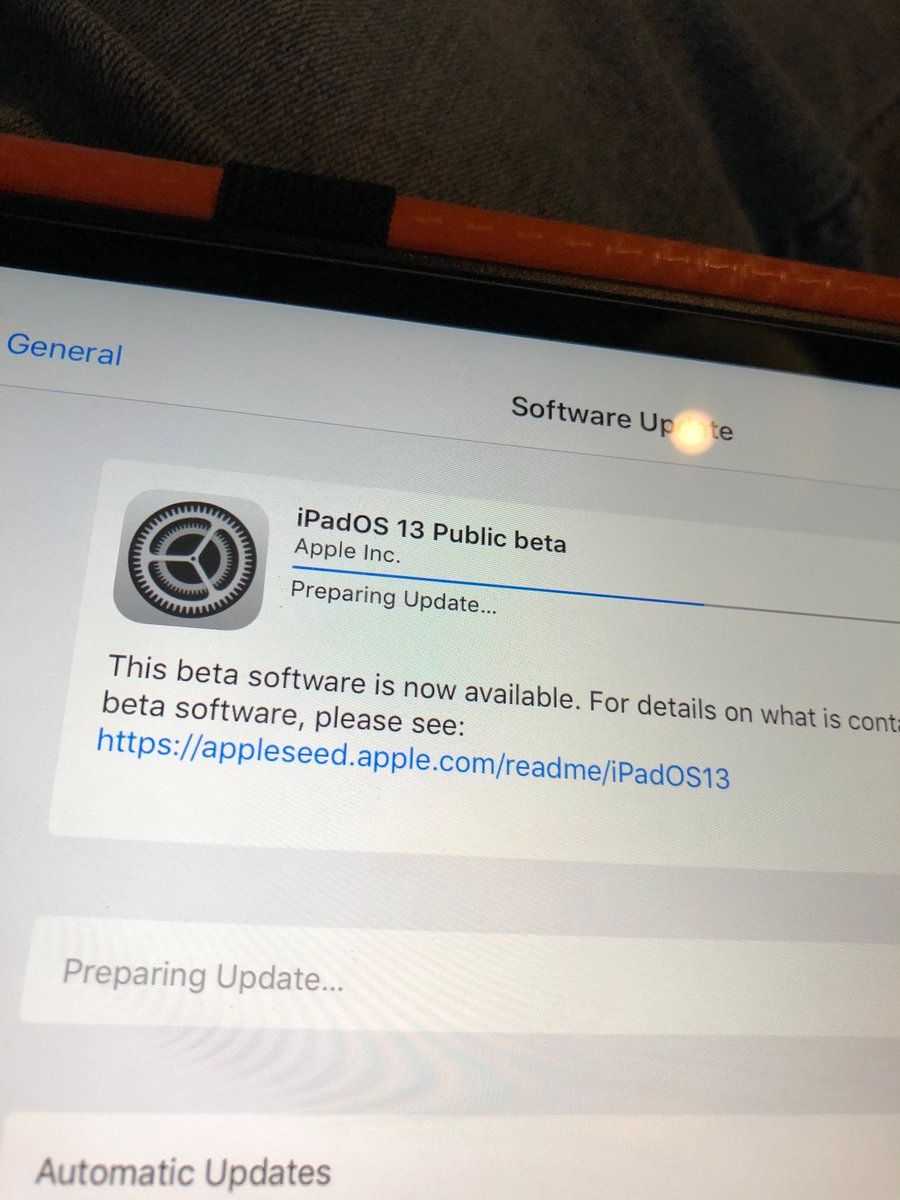 General
Software Update
iPadOS 13 Public beta
Apple Inc.
Preparing Update...
This beta software is now available. For details on what is
beta software, please see:
https://appleseed.apple.com/readme/iPadOS13
Preparing Update...
Automatic Updates